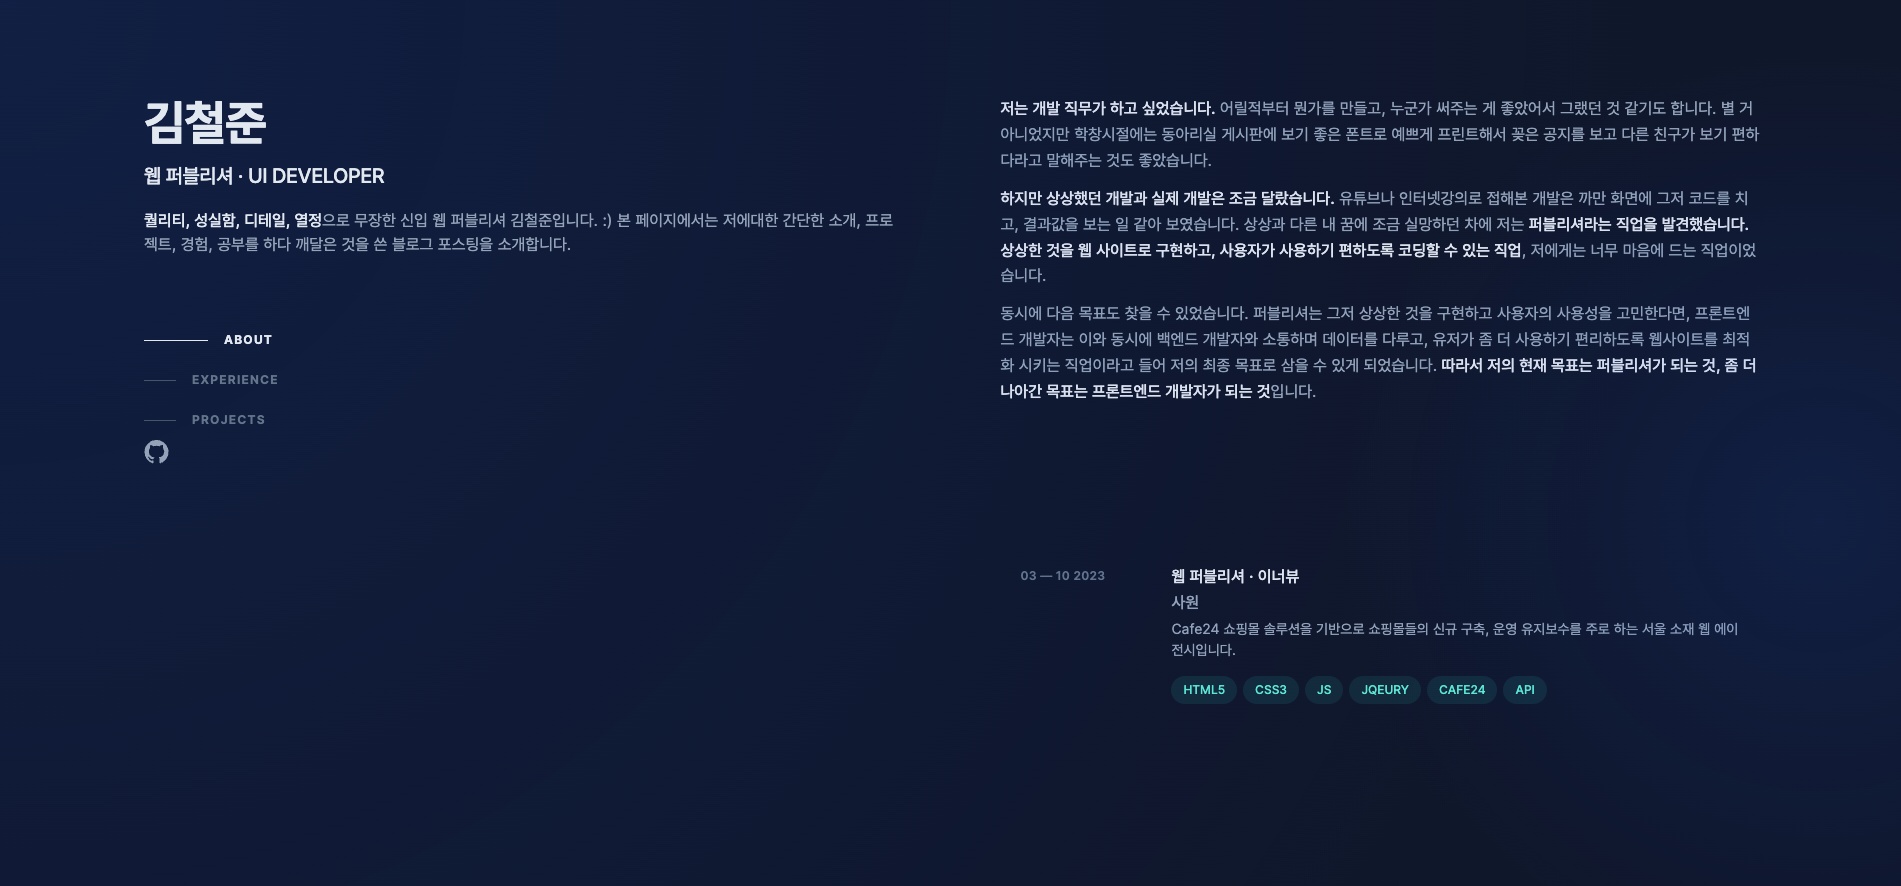 김철준
웹 퍼블리셔 · UI DEVELOPER
퀄리티, 성실함, 디테일, 열정으로 무장한 신입 웹 퍼블리셔 김철준입니다. :) 본 페이지에서는 저에대한 간단한 소개, 프로
젝트, 경험, 공부를 하다 깨달은 것을 쓴 블로그 포스팅을 소개합니다.
ABOUT
EXPERIENCE
PROJECTS
저는 개발 직무가 하고 싶었습니다. 어릴적부터 뭔가를 만들고, 누군가 써주는 게 좋았어서 그랬던 것 같기도 합니다. 별 거
아니었지만 학창시절에는 동아리실 게시판에 보기 좋은 폰트로 예쁘게 프린트해서 꽂은 공지를 보고 다른 친구가 보기 편하
다라고 말해주는 것도 좋았습니다.
하지만 상상했던 개발과 실제 개발은 조금 달랐습니다. 유튜브나 인터넷강의로 접해본 개발은 까만 화면에 그저 코드를 치
고, 결과값을 보는 일 같아 보였습니다. 상상과 다른 내 꿈에 조금 실망하던 차에 저는 퍼블리셔라는 직업을 발견했습니다.
상상한 것을 웹 사이트로 구현하고, 사용자가 사용하기 편하도록 코딩할 수 있는 직업, 저에게는 너무 마음에 드는 직업이었
습니다.
동시에 다음 목표도 찾을 수 있었습니다. 퍼블리셔는 그저 상상한 것을 구현하고 사용자의 사용성을 고민한다면, 프론트엔
드 개발자는 이와 동시에 백엔드 개발자와 소통하며 데이터를 다루고, 유저가 좀 더 사용하기 편리하도록 웹사이트를 최적
화 시키는 직업이라고 들어 저의 최종 목표로 삼을 수 있게 되었습니다. 따라서 저의 현재 목표는 퍼블리셔가 되는 것, 좀 더
나아간 목표는 프론트엔드 개발자가 되는 것입니다.
03 — 10 2023
웹 퍼블리셔 · 이너뷰
사원
Cafe24 쇼핑몰 솔루션을 기반으로 쇼핑몰들의 신규 구축, 운영 유지보수를 주로 하는 서울 소재 웹 에이
전시입니다.
HTML5 CSS3 JS JQEURY CAFE24 API